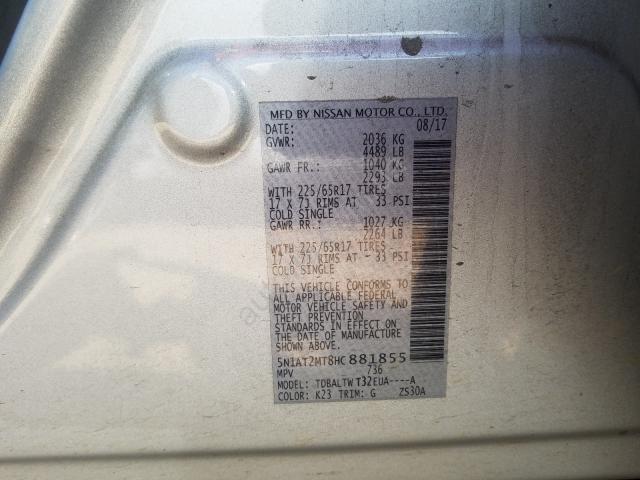 MFD BY NISSAN MOTOR CO., LTD.
DATE: 08/17
GVWR: 2036 KG
4489 LB
GAWR FR.: 1040 KG
2293 LB
WITH 225/65R17 TIRES
17 X 7J RIMS AT 33 PSI
COLD SINGLE
GAWR RR.: 1027 KG
2264 LB
WITH 225/65R17 TIRES
17 X 7J RIMS AT 33 PSI
COLD SINGLE
THIS VEHICLE CONFORMS TO
ALL APPLICABLE FEDERAL
MOTOR VEHICLE SAFETY BUMPER
AND THEFT PREVENTION
STANDARDS IN EFFECT ON THE
DATE OF MANUFACTURE
SHOWN ABOVE.
5N1AT2MT8HC881855
MPV 736
MODEL: TDBALTW T32EUA----A
COLOR: K23 TRIM: G ZS30A